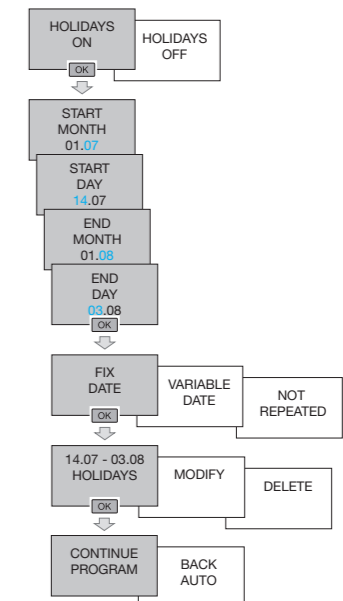 HOLIDAYS
ON
HOLIDAYS
OFF
OK
START
MONTH
01.07
START
DAY
14.07
END
MONTH
01.08
END
DAY
03.08
OK
FIX
DATE
VARIABLE
DATE
NOT
REPEATED
OK
14.07 - 03.08
HOLIDAYS
MODIFY
DELETE
OK
CONTINUE
PROGRAM
BACK
AUTO